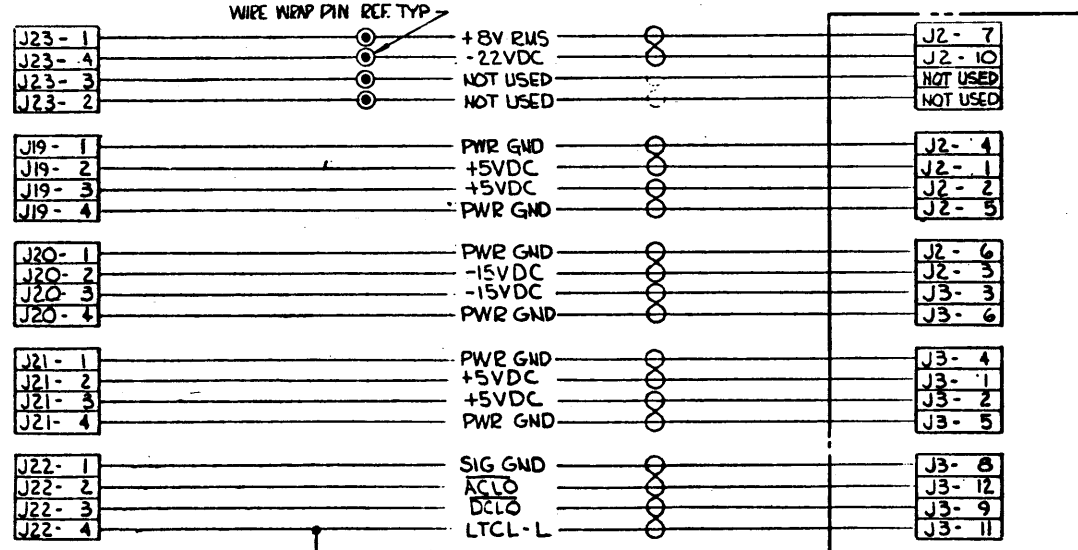 WIRE WRAP PIN REF. TYP
J23- 1 +8V RMS J2- 7
J23- 4 -22VDC J2- 10
J23- 3 NOT USED NOT USED
J23- 2 NOT USED NOT USED
J19- 1 PWR GND J2- 4
J19- 2 +5VDC J2- 1
J19- 3 +5VDC J2- 2
J19- 4 PWR GND J2- 5
J20- 1 PWR GND J2- 6
J20- 2 -15VDC J2- 3
J20- 3 -15VDC J3- 3
J20- 4 PWR GND J3- 6
J21- 1 PWR GND J3- 4
J21- 2 +5VDC J3- 1
J21- 3 +5VDC J3- 2
J21- 4 PWR GND J3- 5
J22- 1 SIG GND J3- 8
J22- 2 ACLO J3- 12
J22- 3 DCLO J3- 9
J22- 4 LTCL-L J3- 11